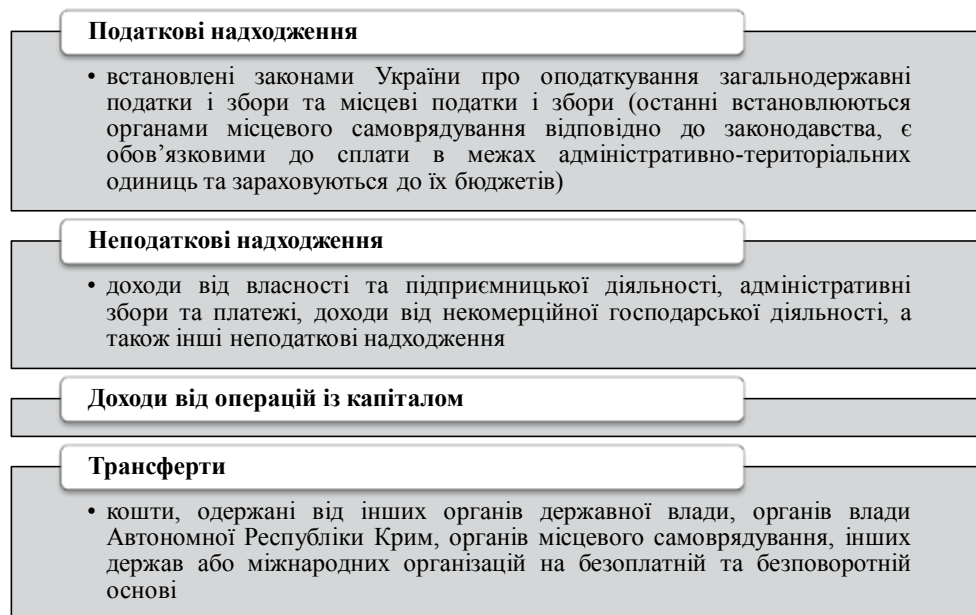 Податкові надходження
• встановлені законами України про оподаткування загальнодержавні
податки і збори та місцеві податки і збори (останні встановлюються
органами місцевого самоврядування відповідно до законодавства, є
обов’язковими до сплати в межах адміністративно-територіальних
одиниць та зараховуються до їх бюджетів)
Неподаткові надходження
• доходи від власності та підприємницької діяльності, адміністративні
збори та платежі, доходи від некомерційної господарської діяльності, а
також інші неподаткові надходження
Доходи від операцій із капіталом
Трансферти
• кошти, одержані від інших органів державної влади, органів влади
Автономної Республіки Крим, органів місцевого самоврядування, інших
держав або міжнародних організацій на безоплатній та безповоротній
основі